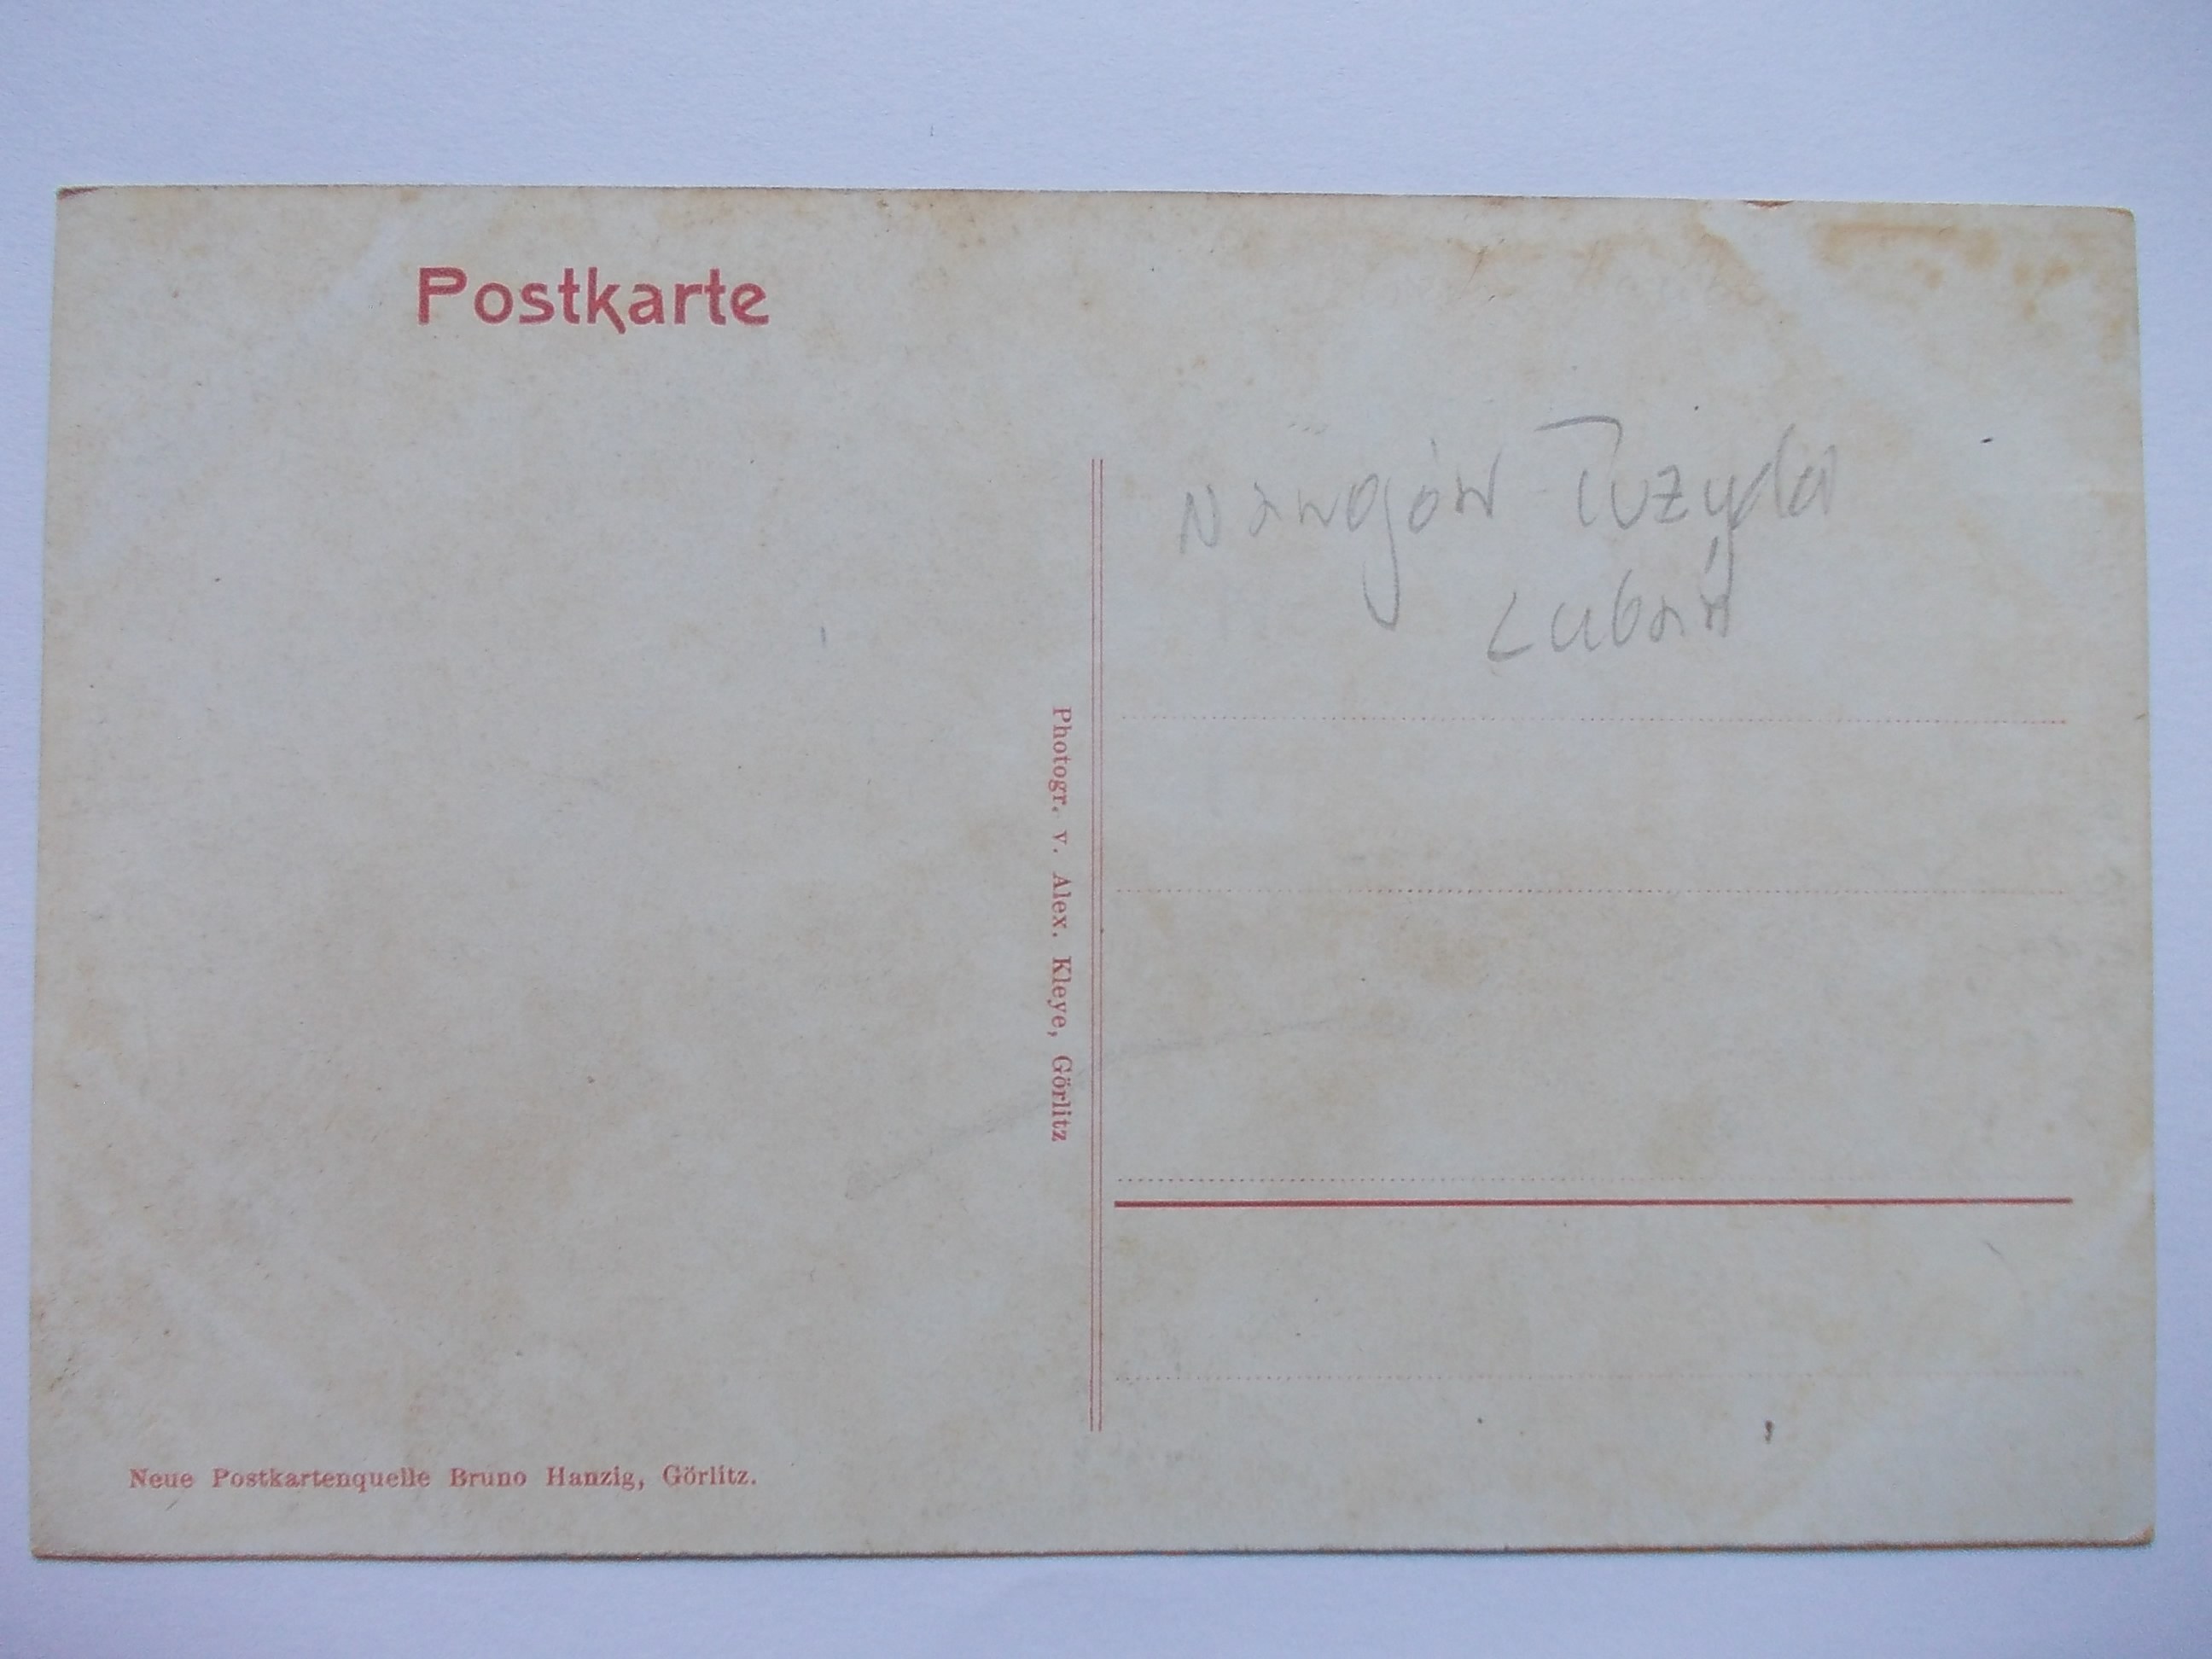 Postkarte
Nawojów Łużycki
Lubań
Photogr. v. Alex. Kleye, Görlitz
Neue Postkartenquelle Bruno Hanzig, Görlitz.